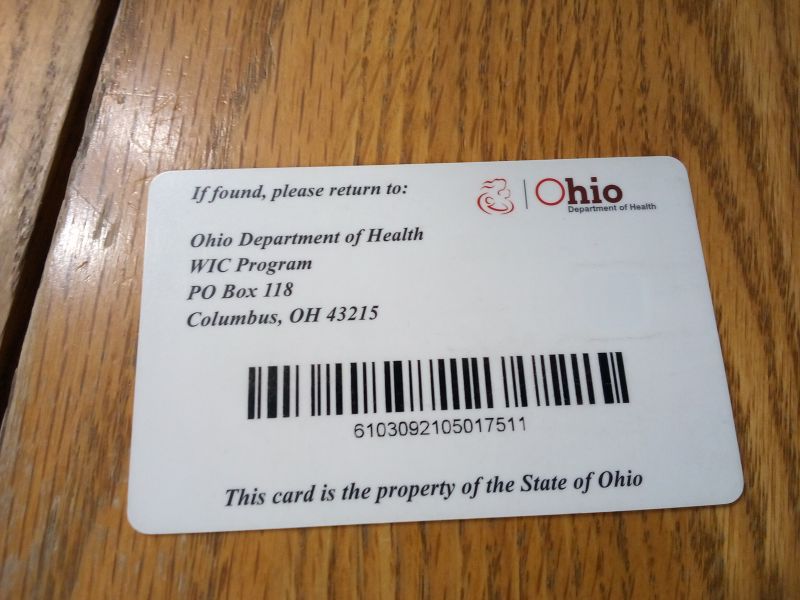 If found, please return to:
Ohio
Department of Health
Ohio Department of Health
WIC Program
PO Box 118
Columbus, OH 43215
6103092105017511
This card is the property of the State of Ohio